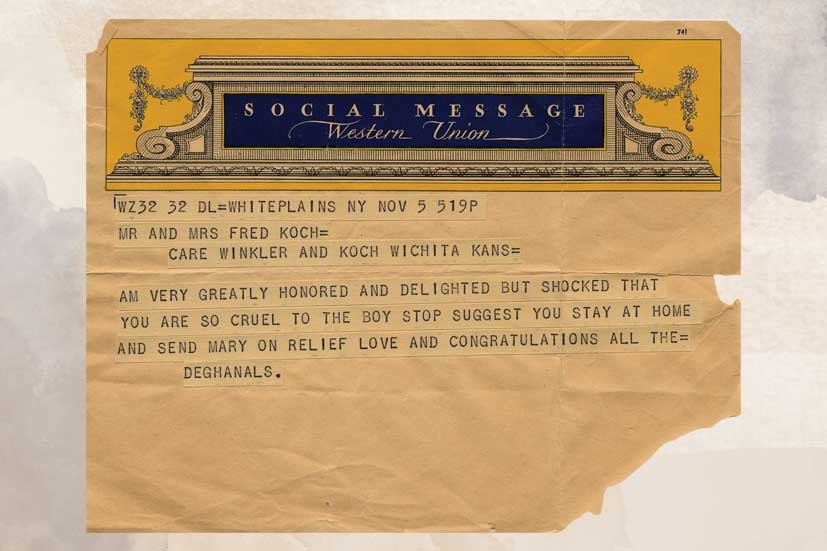 741
SOCIAL MESSAGE
Western Union
WZ32 32 DL=WHITEPLAINS NY NOV 5 519P
MR AND MRS FRED KOCH=
CARE WINKLER AND KOCH WICHITA KANS=
AM VERY GREATLY HONORED AND DELIGHTED BUT SHOCKED THAT
YOU ARE SO CRUEL TO THE BOY STOP SUGGEST YOU STAY AT HOME
AND SEND MARY ON RELIEF LOVE AND CONGRATULATIONS ALL THE=
DEGHANALS.